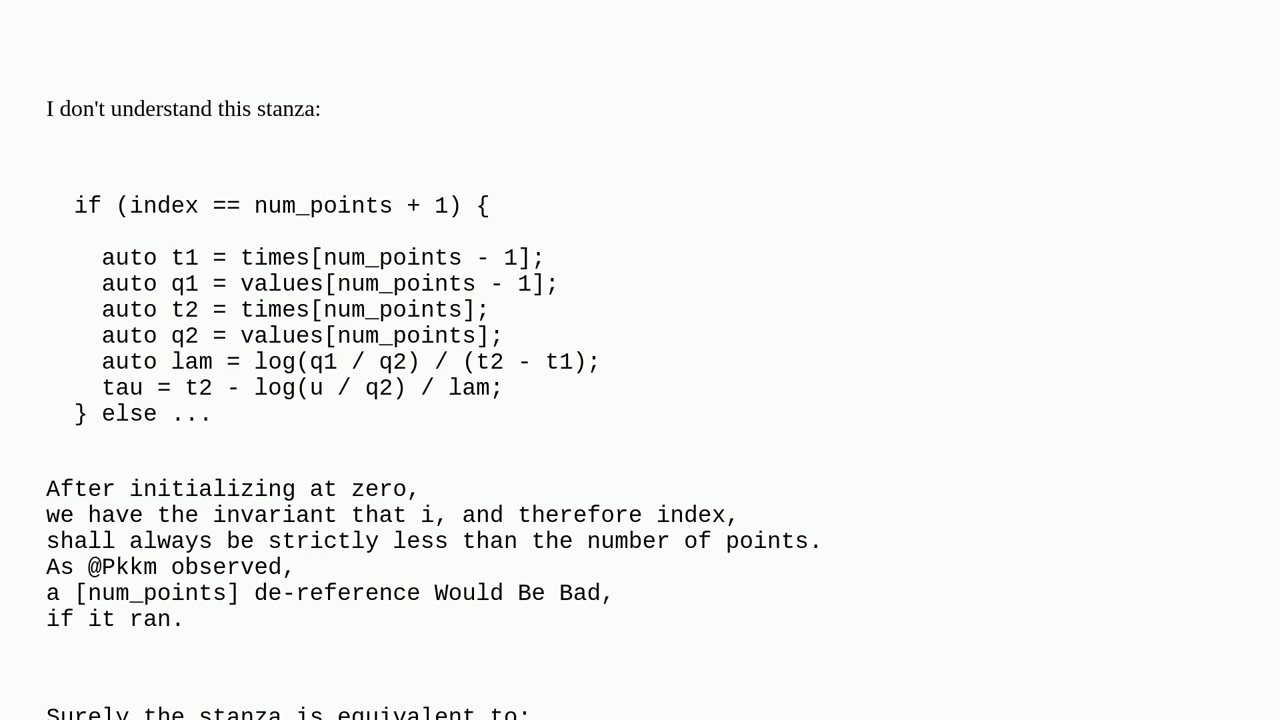 I don't understand this stanza:
if (index == num_points + 1) {
auto t1 = times[num_points - 1];
auto q1 = values[num_points - 1];
auto t2 = times[num_points];
auto q2 = values[num_points];
auto lam = log(q1 / q2) / (t2 - t1);
tau = t2 - log(u / q2) / lam;
} else ...
After initializing at zero,
we have the invariant that i, and therefore index,
shall always be strictly less than the number of points.
As @Pkkm observed,
a [num_points] de-reference Would Be Bad,
if it ran.
Surely the stanza is equivalent to: